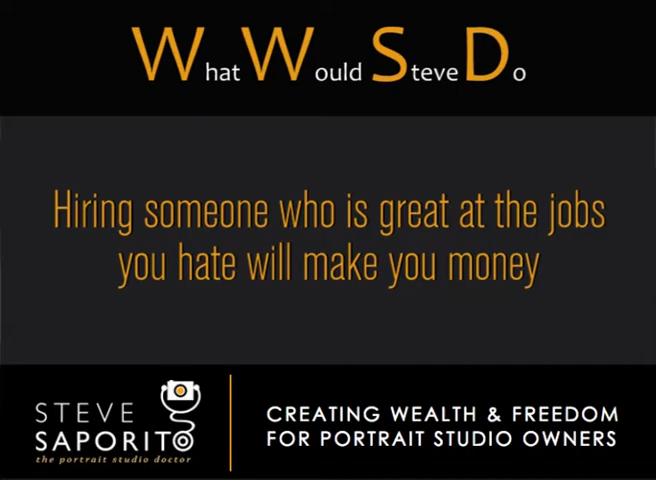 What Would Steve Do
Hiring someone who is great at the jobs
you hate will make you money
STEVE
SAPORITO
the portrait studio doctor
CREATING WEALTH & FREEDOM
FOR PORTRAIT STUDIO OWNERS